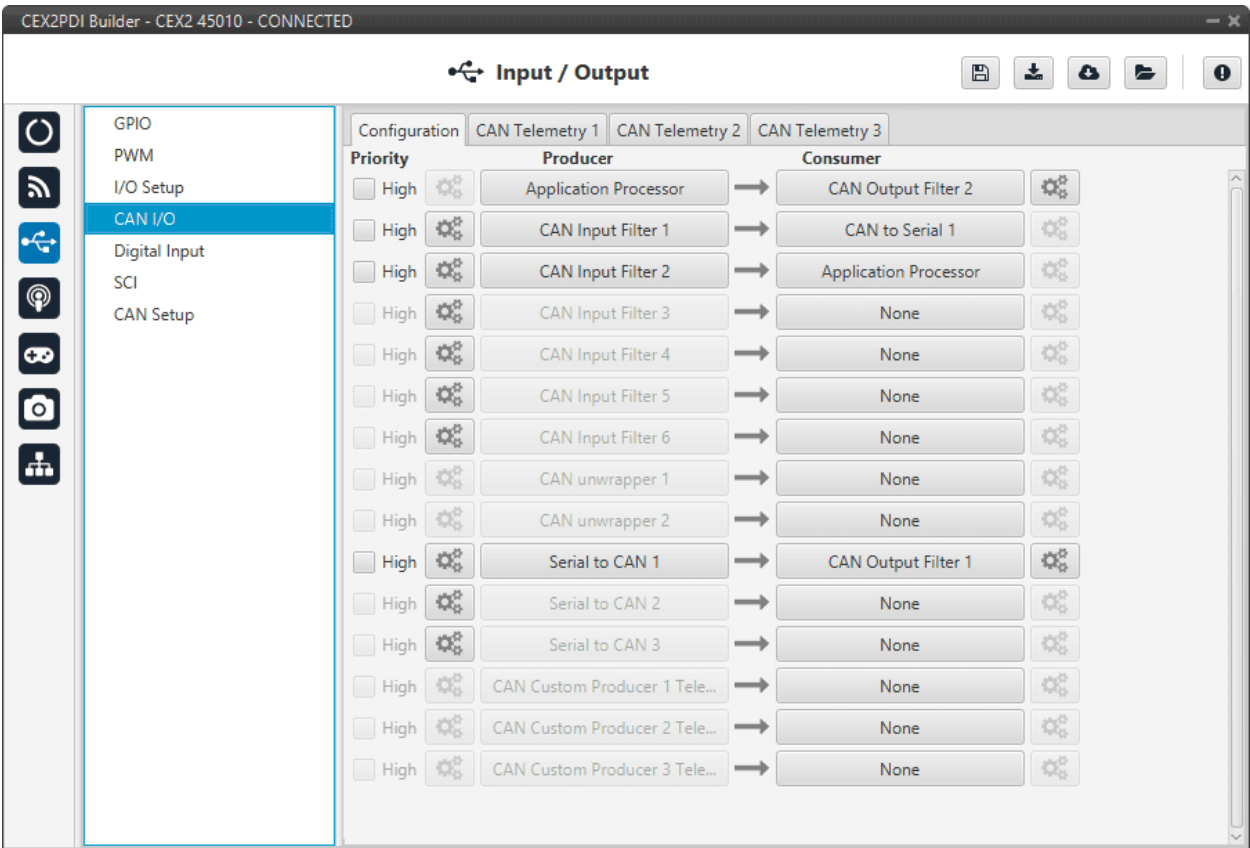 CEX2PDI Builder - CEX2 45010 - CONNECTED
Input / Output
GPIO
PWM
I/O Setup
CAN I/O
Digital Input
SCI
CAN Setup
Configuration CAN Telemetry 1 CAN Telemetry 2 CAN Telemetry 3
Priority Producer Consumer
High Application Processor CAN Output Filter 2
High CAN Input Filter 1 CAN to Serial 1
High CAN Input Filter 2 Application Processor
High CAN Input Filter 3 None
High CAN Input Filter 4 None
High CAN Input Filter 5 None
High CAN Input Filter 6 None
High CAN unwrapper 1 None
High CAN unwrapper 2 None
High Serial to CAN 1 CAN Output Filter 1
High Serial to CAN 2 None
High Serial to CAN 3 None
High CAN Custom Producer 1 Tele... None
High CAN Custom Producer 2 Tele... None
High CAN Custom Producer 3 Tele... None